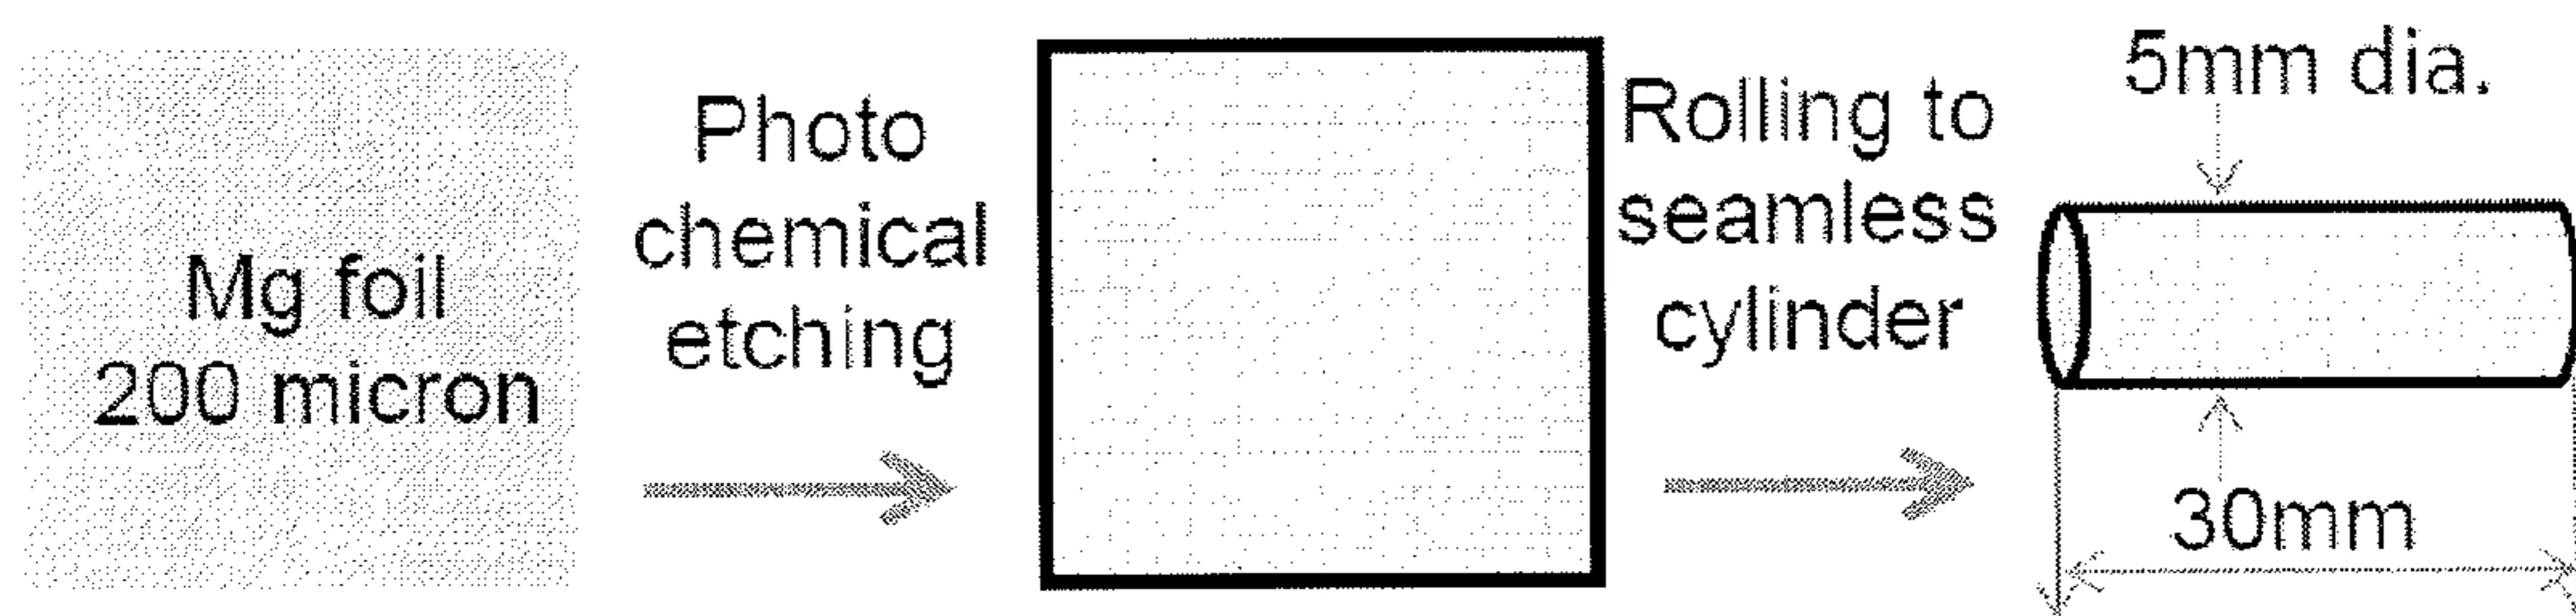 Mg foil
200 micron
Photo
chemical
etching
Rolling to
seamless
cylinder
5mm dia.
30mm